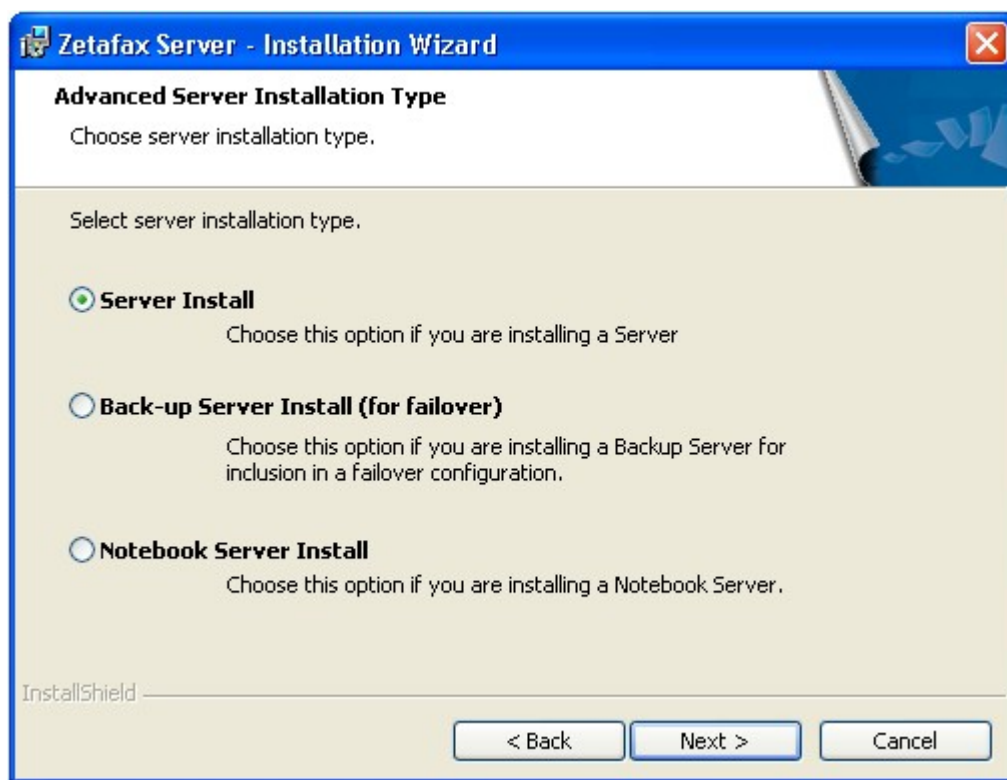 Zetafax Server - Installation Wizard
Advanced Server Installation Type
Choose server installation type.
Select server installation type.
Server Install
Choose this option if you are installing a Server
Back-up Server Install (for failover)
Choose this option if you are installing a Backup Server for
inclusion in a failover configuration.
Notebook Server Install
Choose this option if you are installing a Notebook Server.
InstallShield
< Back Next > Cancel